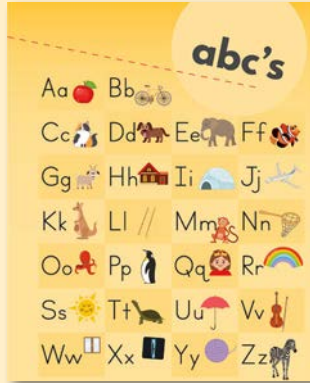 abc's
Aa Bb
Cc Dd Ee Ff
Gg Hh Ii Jj
Kk Ll Mm Nn
Oo Pp Qq Rr
Ss Tt Uu Vv
Ww Xx Yy Zz